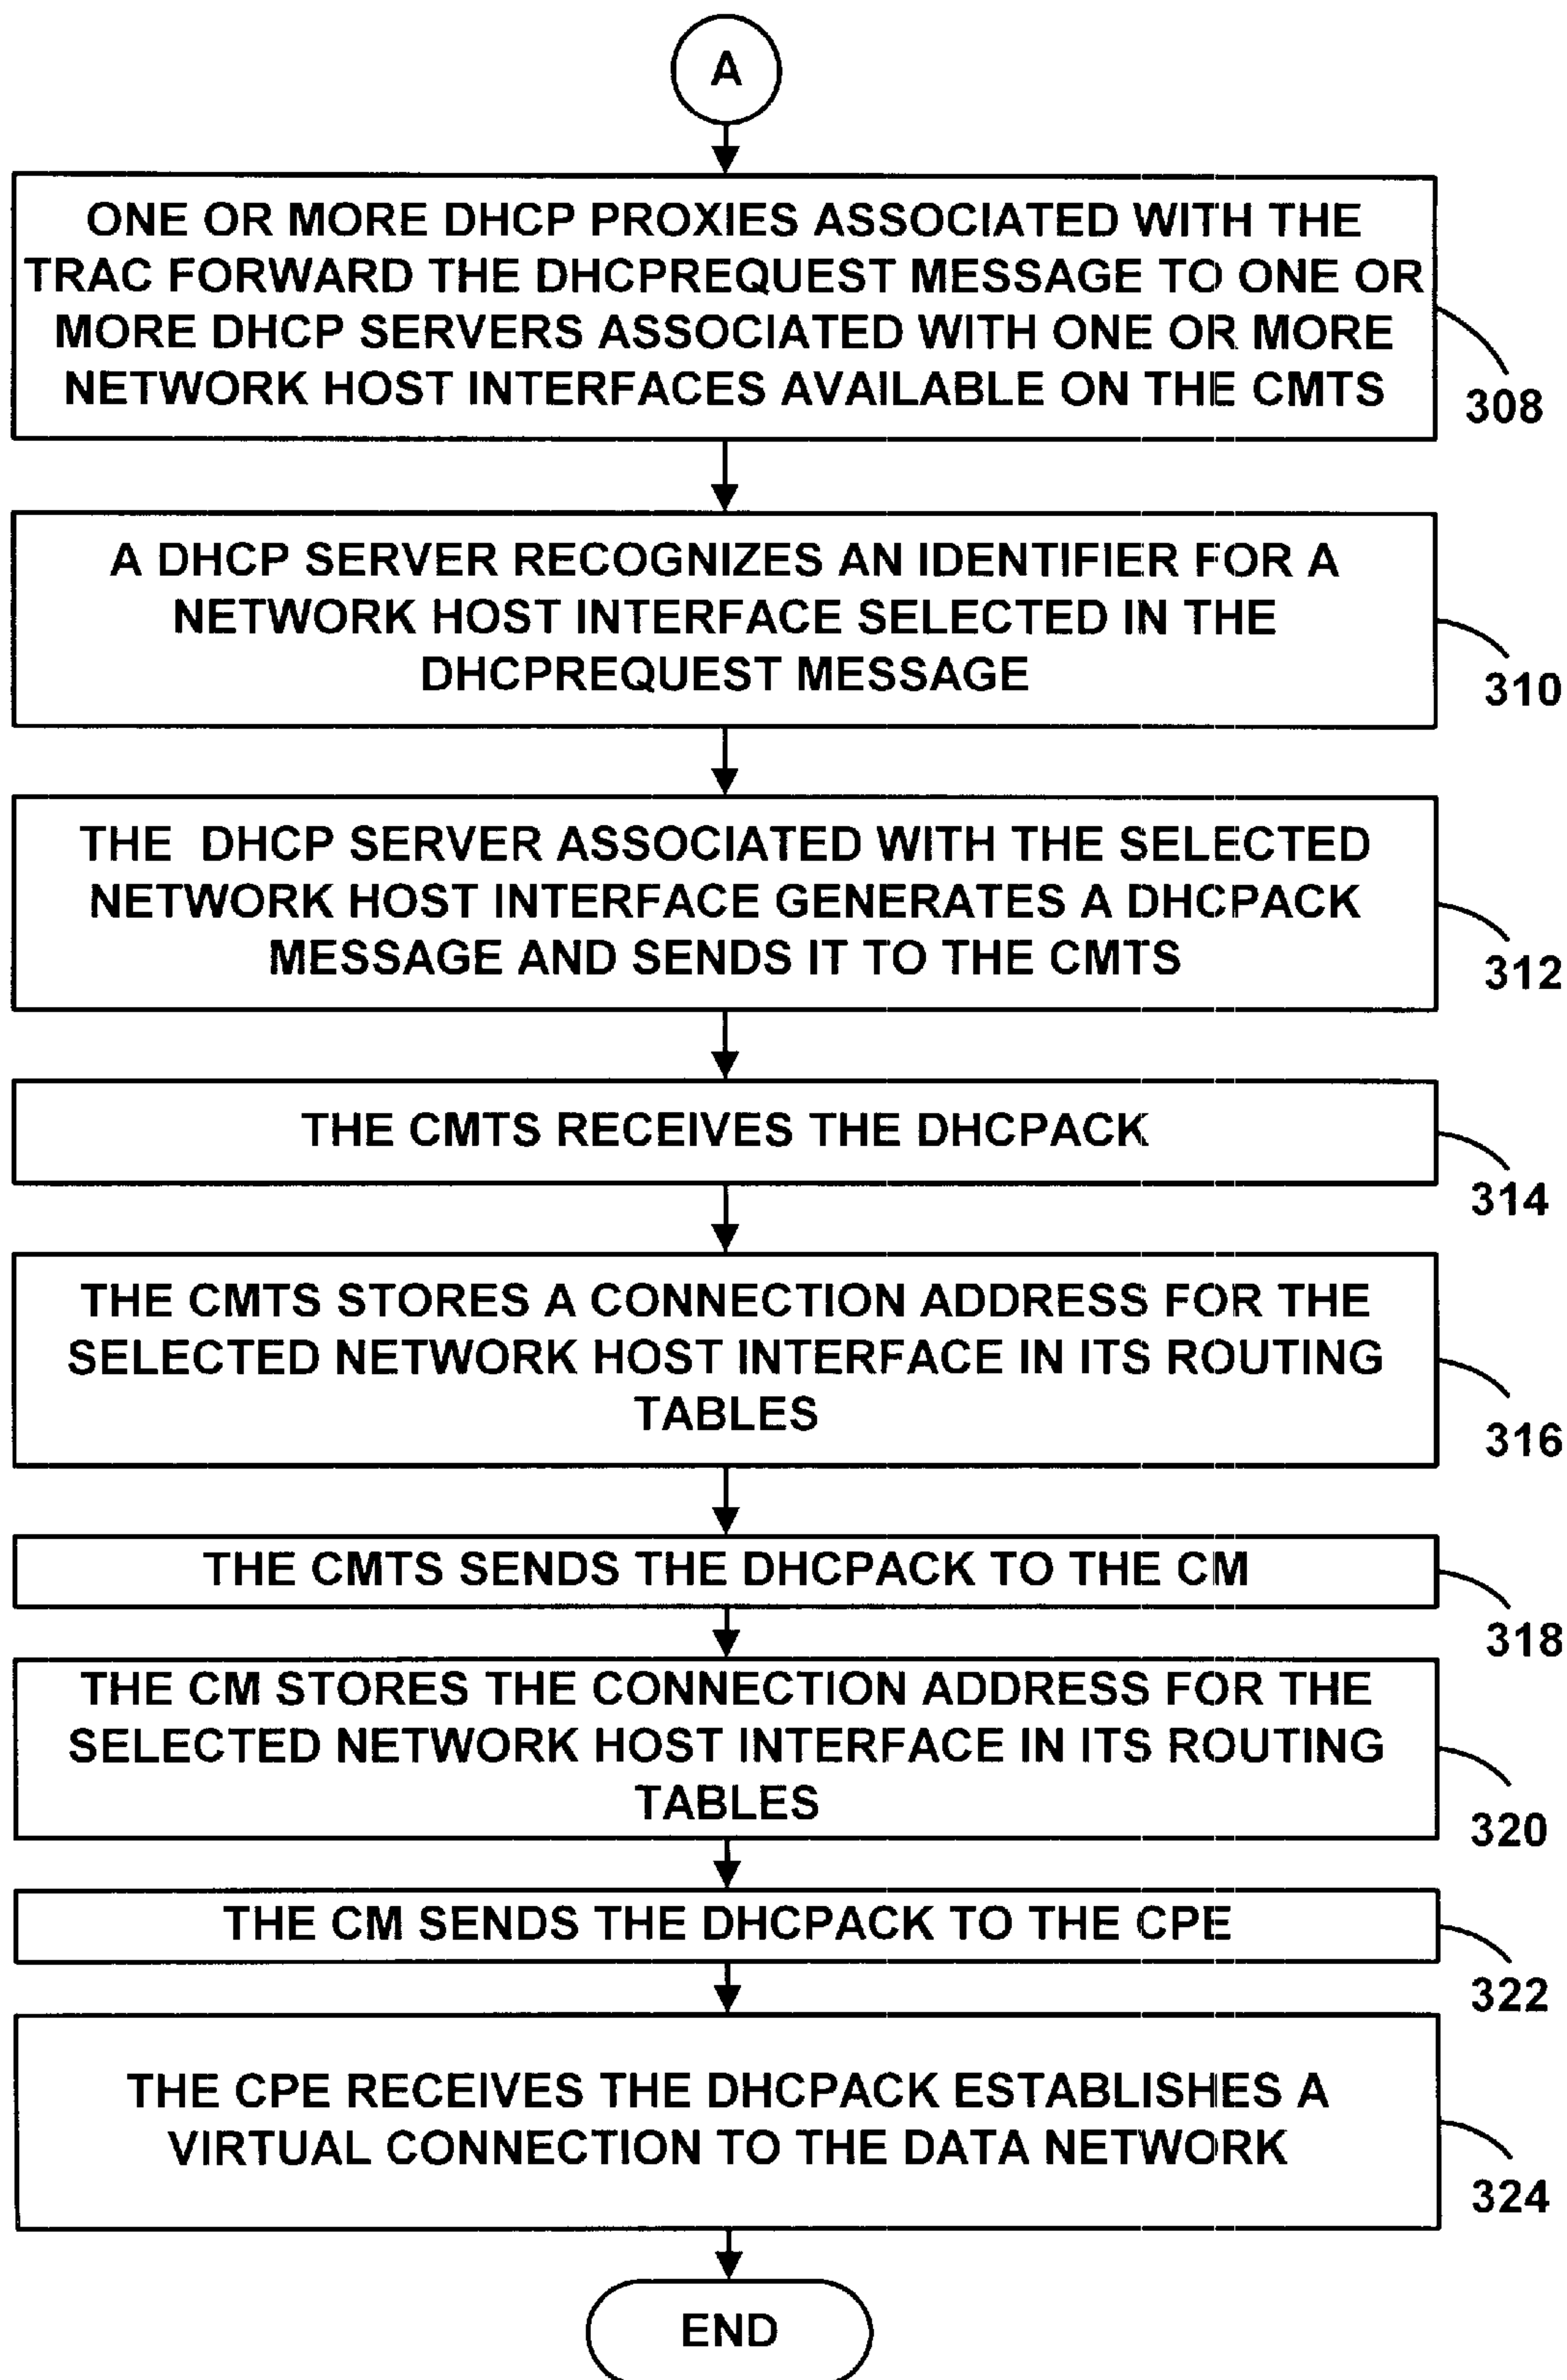 A
ONE OR MORE DHCP PROXIES ASSOCIATED WITH THE
TRAC FORWARD THE DHCPREQUEST MESSAGE TO ONE OR
MORE DHCP SERVERS ASSOCIATED WITH ONE OR MORE
NETWORK HOST INTERFACES AVAILABLE ON THE CMTS
308
A DHCP SERVER RECOGNIZES AN IDENTIFIER FOR A
NETWORK HOST INTERFACE SELECTED IN THE
DHCPREQUEST MESSAGE
310
THE DHCP SERVER ASSOCIATED WITH THE SELECTED
NETWORK HOST INTERFACE GENERATES A DHCPACK
MESSAGE AND SENDS IT TO THE CMTS
312
THE CMTS RECEIVES THE DHCPACK
314
THE CMTS STORES A CONNECTION ADDRESS FOR THE
SELECTED NETWORK HOST INTERFACE IN ITS ROUTING
TABLES
316
THE CMTS SENDS THE DHCPACK TO THE CM
318
THE CM STORES THE CONNECTION ADDRESS FOR THE
SELECTED NETWORK HOST INTERFACE IN ITS ROUTING
TABLES
320
THE CM SENDS THE DHCPACK TO THE CPE
322
THE CPE RECEIVES THE DHCPACK ESTABLISHES A
VIRTUAL CONNECTION TO THE DATA NETWORK
324
END